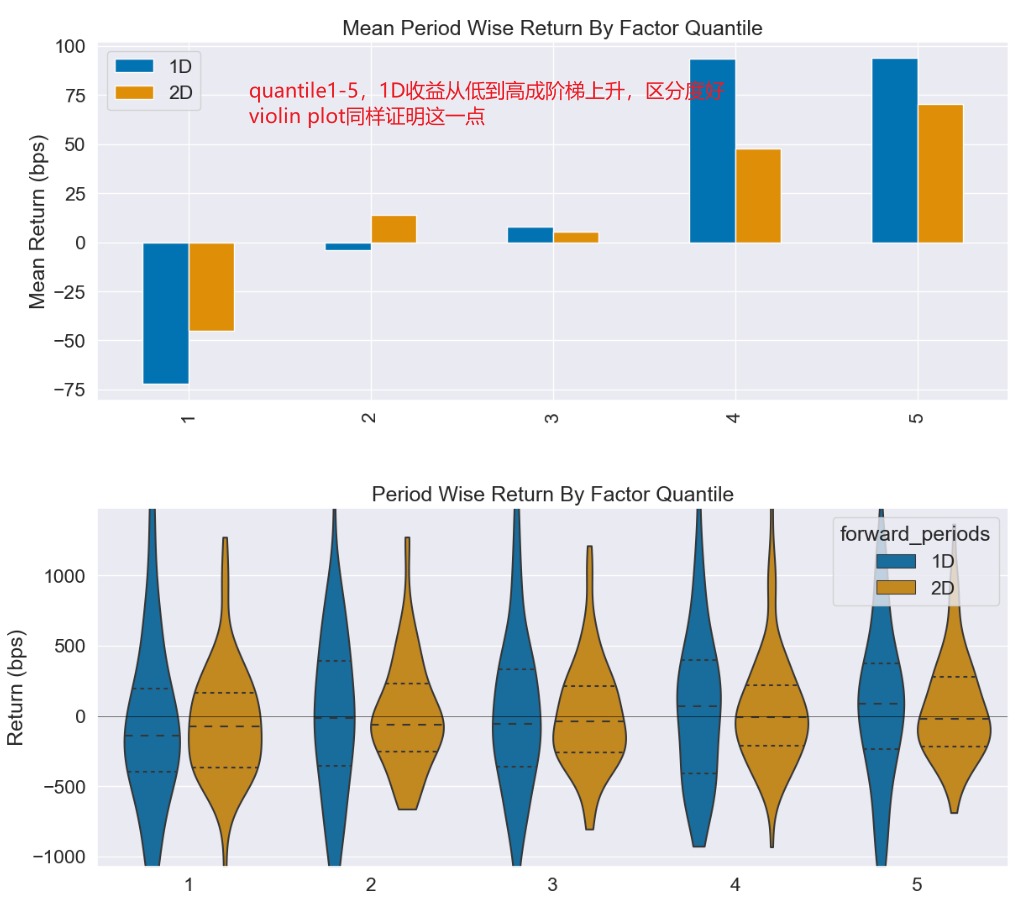 Mean Period Wise Return By Factor Quantile
Mean Return (bps)
100
75
50
25
0
−25
−50
−75
1D
2D
quantile1-5，1D收益从低到高成阶梯上升，区分度好
violin plot同样证明这一点
1 2 3 4 5
Period Wise Return By Factor Quantile
Return (bps)
1000
500
0
−500
−1000
forward_periods
1D
2D
1 2 3 4 5